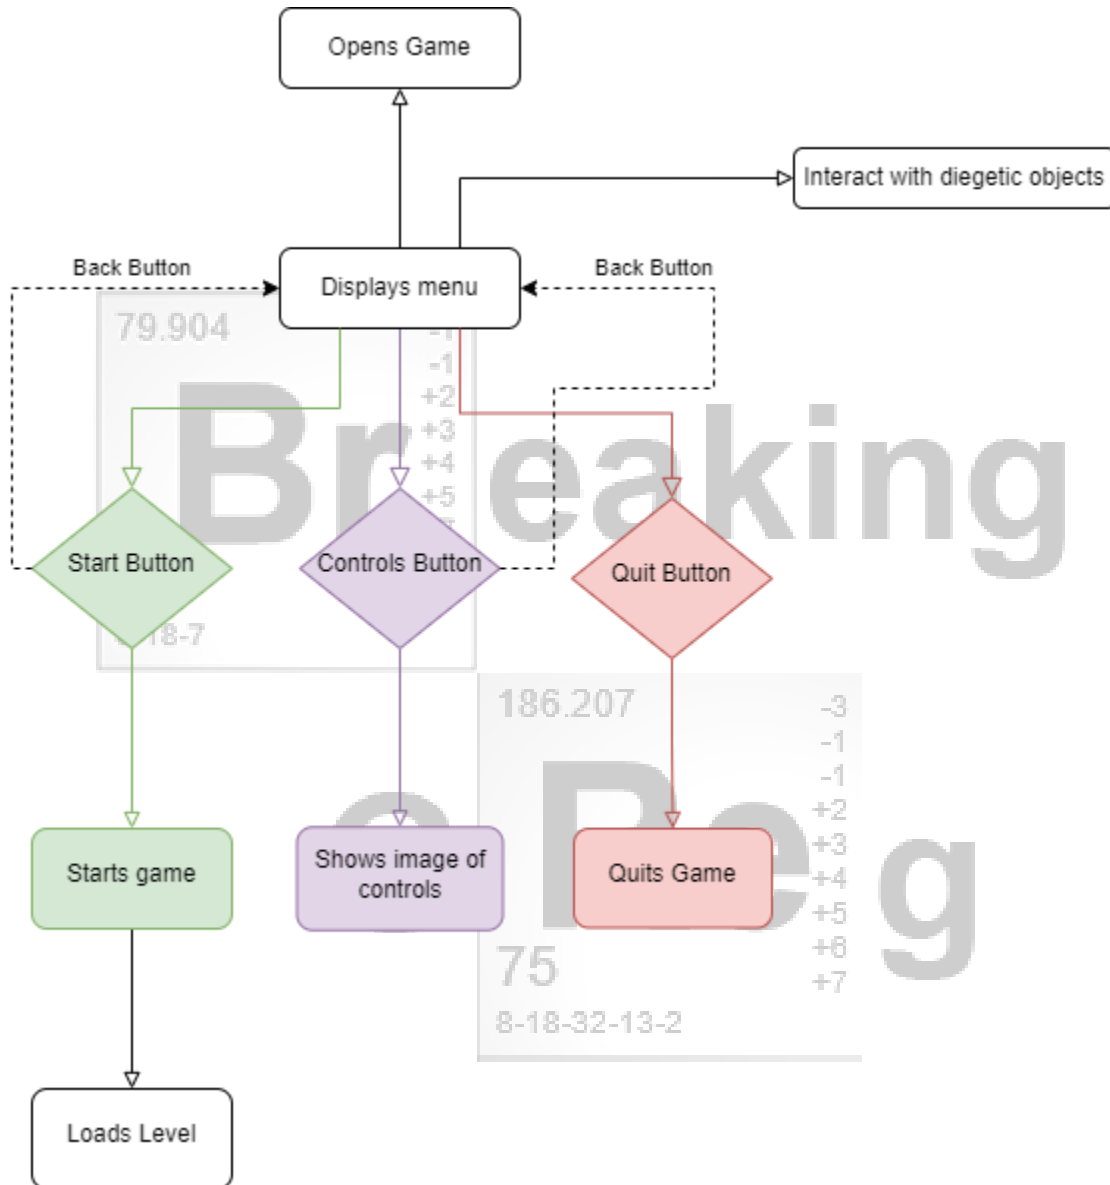 Opens Game
Interact with diegetic objects
Back Button
Back Button
Displays menu
79.904
-1
-1
+2
+3
+4
+5
Breaking
Start Button
Controls Button
Quit Button
18-7
186.207
-3
-1
-1
+2
+3
+4
+5
+6
+7
Re
g
Starts game
Shows image of
controls
Quits Game
75
8-18-32-13-2
Loads Level